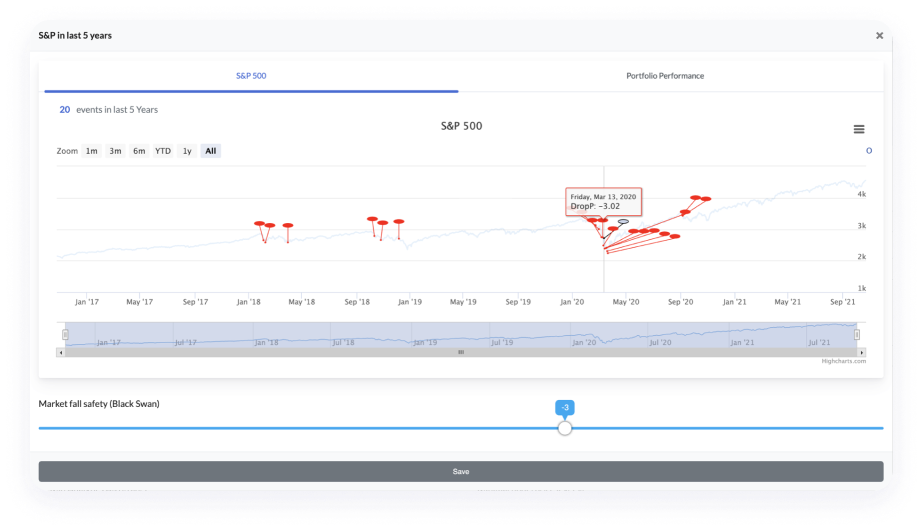 S&P in last 5 years
S&P 500
Portfolio Performance
20 events in last 5 Years
S&P 500
Zoom 1m 3m 6m YTD 1y All
O
Friday, Mar 13, 2020
DropP: -3.02
4k
3k
2k
1k
Jan '17 May '17 Sep '17 Jan '18 May '18 Sep '18 Jan '19 May '19 Sep '19 Jan '20 May '20 Sep '20 Jan '21 May '21 Sep '21
Jan '17 Jul '17 Jan '18 Jul '18 Jan '19 Jul '19 Jan '20 Jul '20 Jan '21 Jul '21
Highcharts.com
Market fall safety (Black Swan)
-3
Save